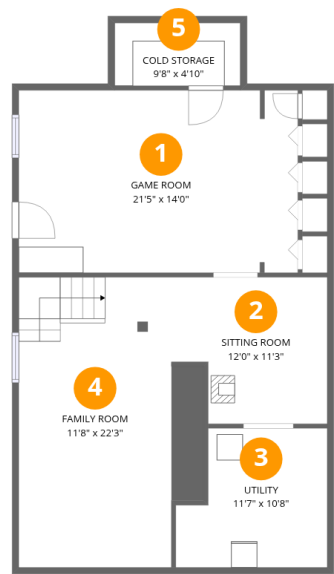 5
COLD STORAGE
9'8" x 4'10"
1
GAME ROOM
21'5" x 14'0"
2
SITTING ROOM
12'0" x 11'3"
4
FAMILY ROOM
11'8" x 22'3"
3
UTILITY
11'7" x 10'8"